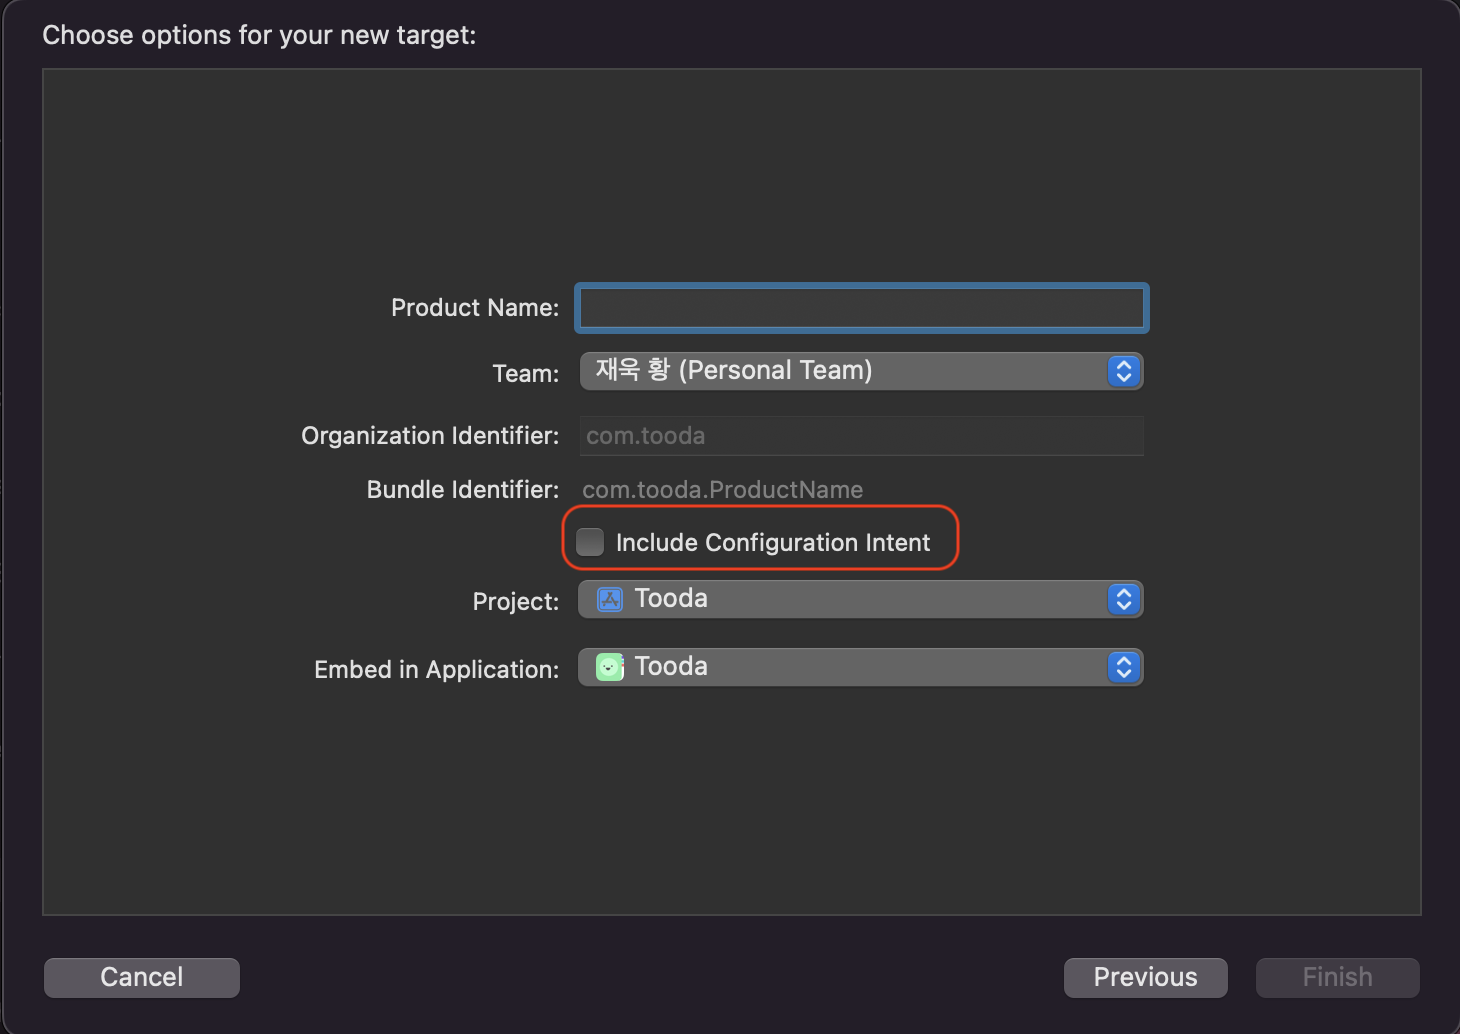 Choose options for your new target:
Product Name:
Team: 재욱 황 (Personal Team)
Organization Identifier: com.tooda
Bundle Identifier: com.tooda.ProductName
Include Configuration Intent
Project: Tooda
Embed in Application: Tooda
Cancel Previous Finish